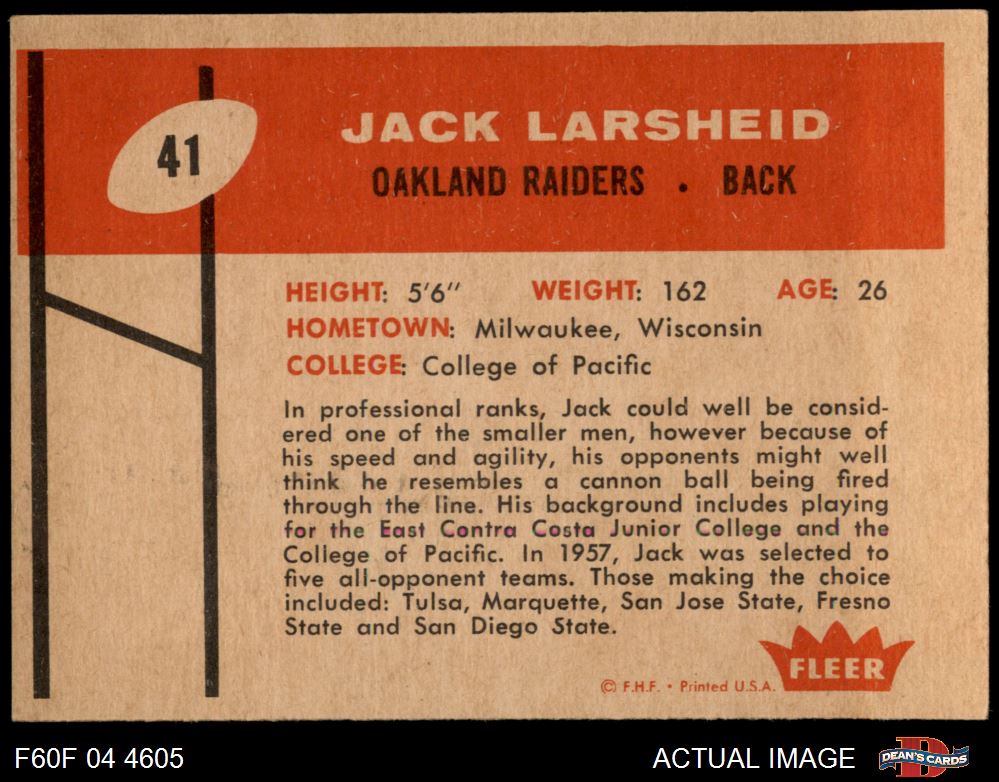 41
JACK LARSHEID
OAKLAND RAIDERS • BACK
HEIGHT: 5'6" WEIGHT: 162 AGE: 26
HOMETOWN: Milwaukee, Wisconsin
COLLEGE: College of Pacific
In professional ranks, Jack could well be consid-
ered one of the smaller men, however because of
his speed and agility, his opponents might well
think he resembles a cannon ball being fired
through the line. His background includes playing
for the East Contra Costa Junior College and the
College of Pacific. In 1957, Jack was selected to
five all-opponent teams. Those making the choice
included: Tulsa, Marquette, San Jose State, Fresno
State and San Diego State.
FLEER
© F.H.F. • Printed U.S.A.
F60F 04 4605
ACTUAL IMAGE
DEAN'S CARDS